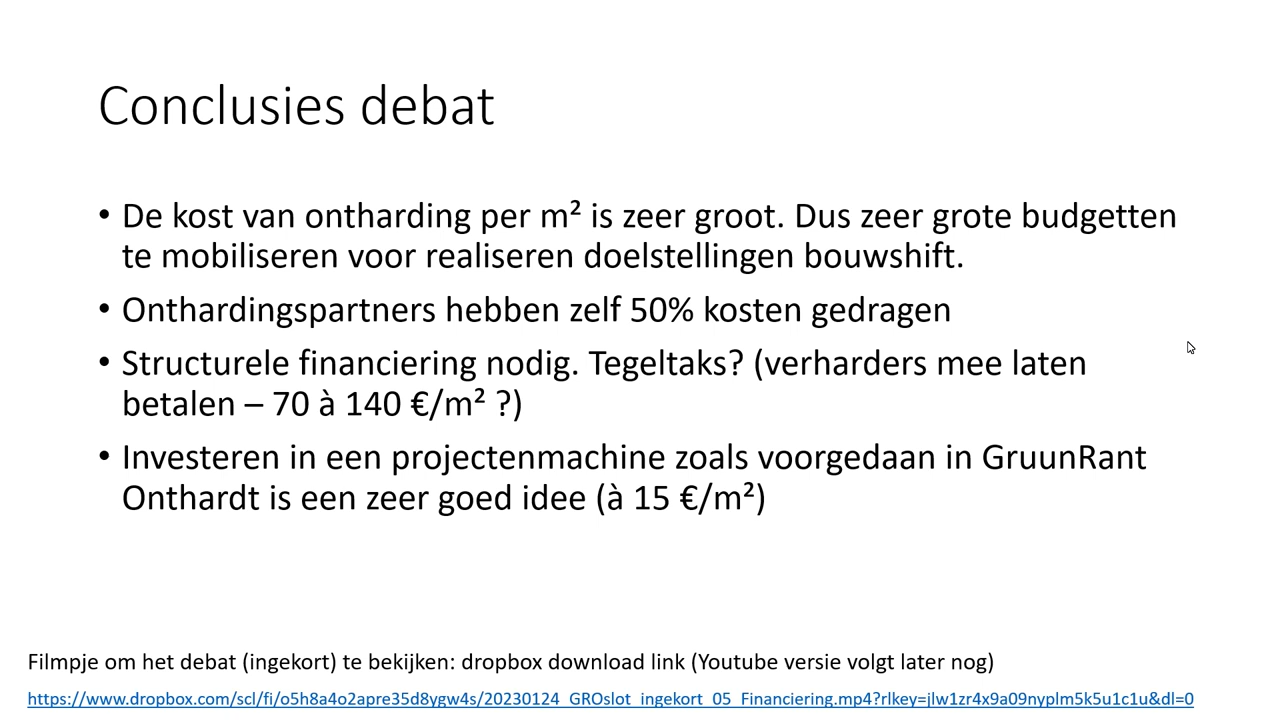 Conclusies debat
• De kost van ontharding per m² is zeer groot. Dus zeer grote budgetten
te mobiliseren voor realiseren doelstellingen bouwshift.
• Onthardingspartners hebben zelf 50% kosten gedragen
• Structurele financiering nodig. Tegeltaks? (verharders mee laten
betalen – 70 à 140 €/m² ?)
• Investeren in een projectenmachine zoals voorgedaan in GruunRant
Onthardt is een zeer goed idee (à 15 €/m²)
Filmpje om het debat (ingekort) te bekijken: dropbox download link (Youtube versie volgt later nog)
https://www.dropbox.com/scl/fi/o5h8a4o2apre35d8ygw4s/20230124_GROslot_ingekort_05_Financiering.mp4?rlkey=jlw1zr4x9a09nyplm5k5u1c1u&dl=0